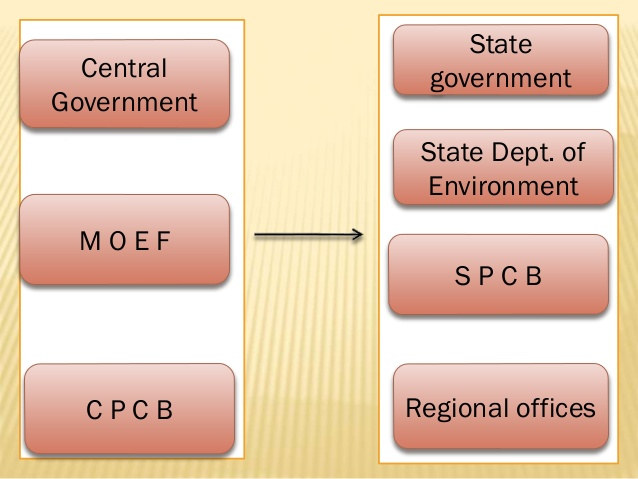 Central
Government
M O E F
C P C B
State
government
State Dept. of
Environment
S P C B
Regional offices